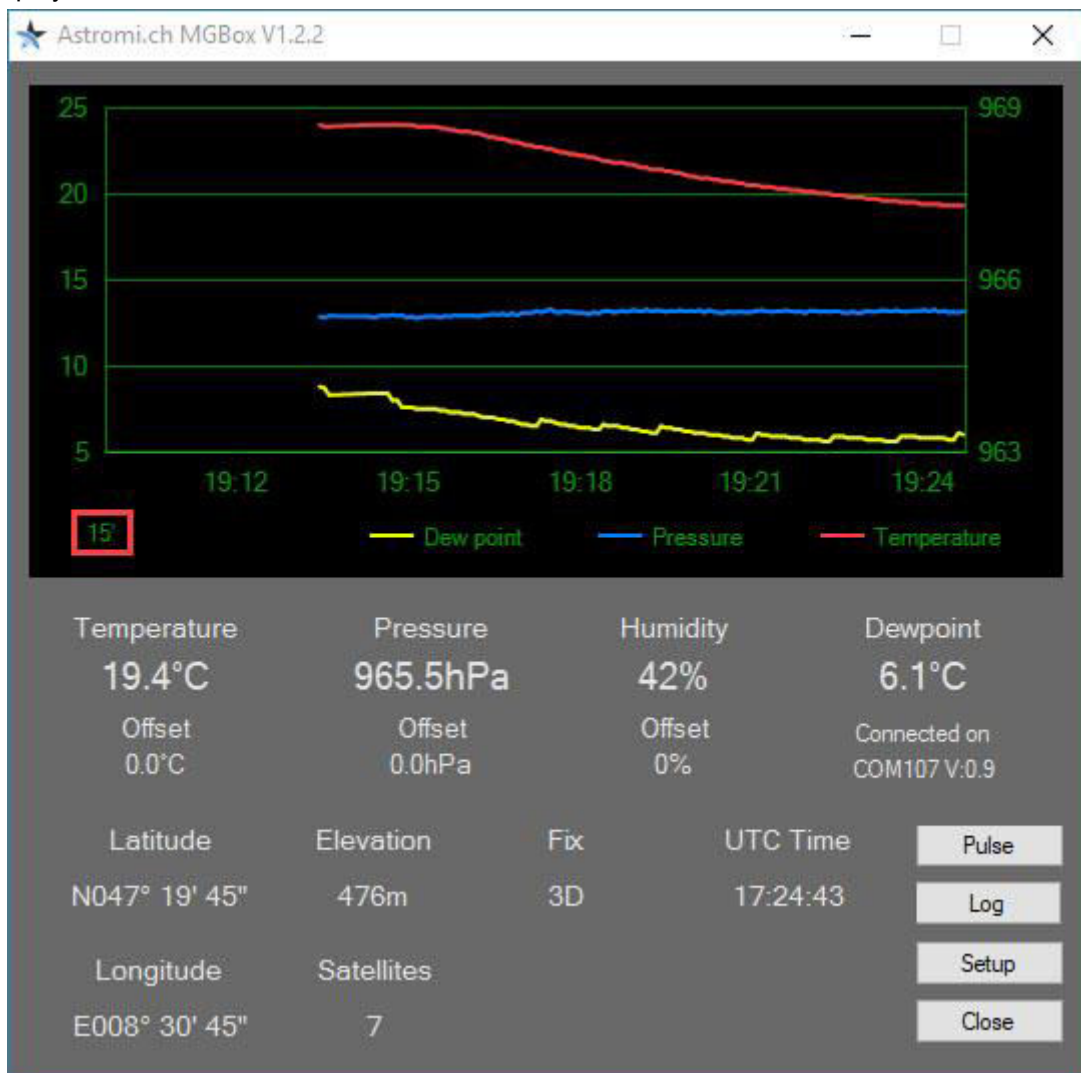 Astromi.ch MGBox V1.2.2
25 969
20
15 966
10
5 963
19:12 19:15 19:18 19:21 19:24
15' Dew point Pressure Temperature
Temperature Pressure Humidity Dewpoint
19.4°C 965.5hPa 42% 6.1°C
Offset Offset Offset Connected on
0.0°C 0.0hPa 0% COM107 V:0.9
Latitude Elevation Fix UTC Time Pulse
N047° 19' 45" 476m 3D 17:24:43 Log
Longitude Satellites Setup
E008° 30' 45" 7 Close